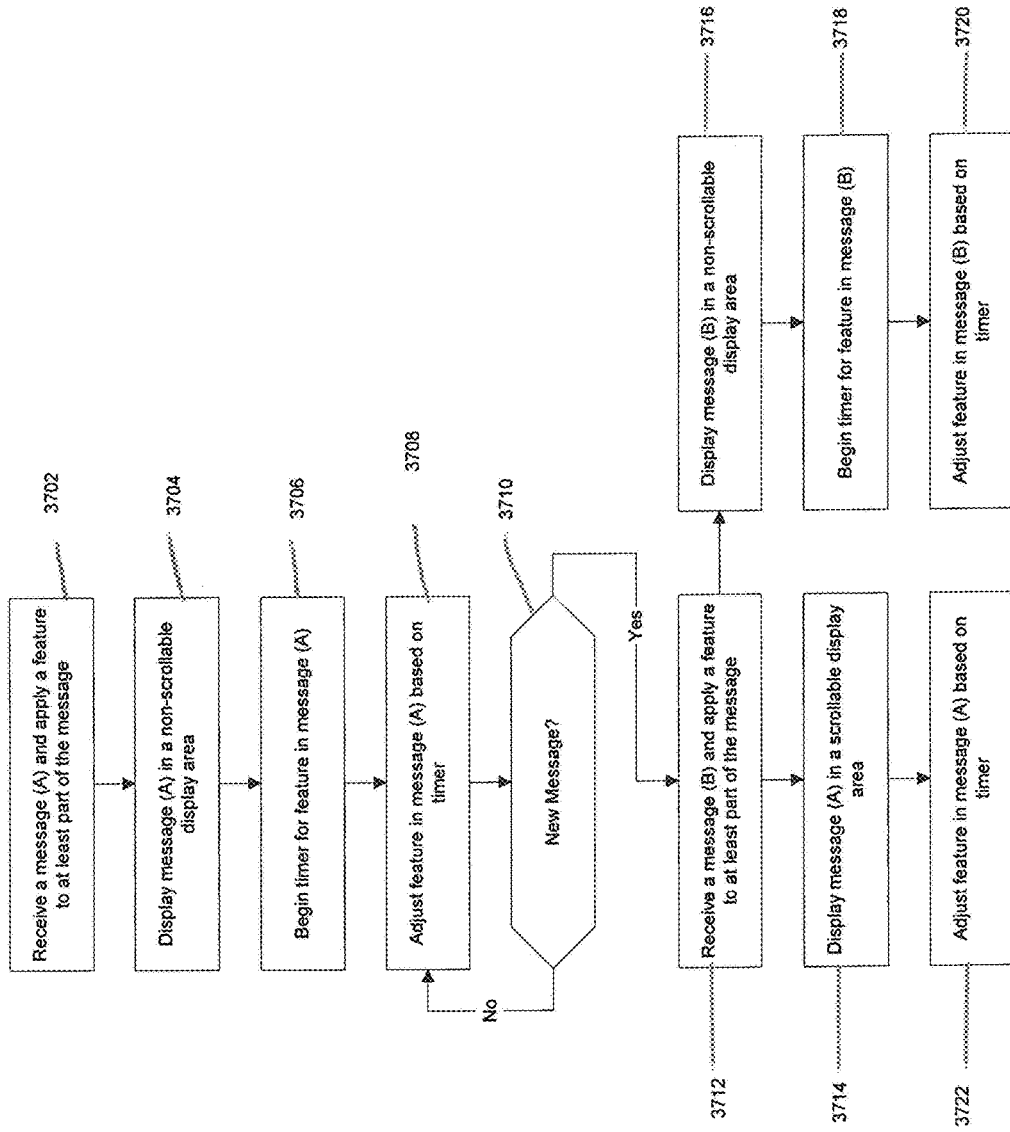 3702
Receive a message (A) and apply a feature
to at least part of the message
3704
Display message (A) in a non-scrollable
display area
3706
Begin timer for feature in message (A)
3708
Adjust feature in message (A) based on
timer
3710
New Message?
No
Yes
3712
Receive a message (B) and apply a feature
to at least part of the message
3714
Display message (A) in a scrollable display
area
3722
Adjust feature in message (A) based on
timer
3716
Display message (B) in a non-scrollable
display area
3718
Begin timer for feature in message (B)
3720
Adjust feature in message (B) based on
timer